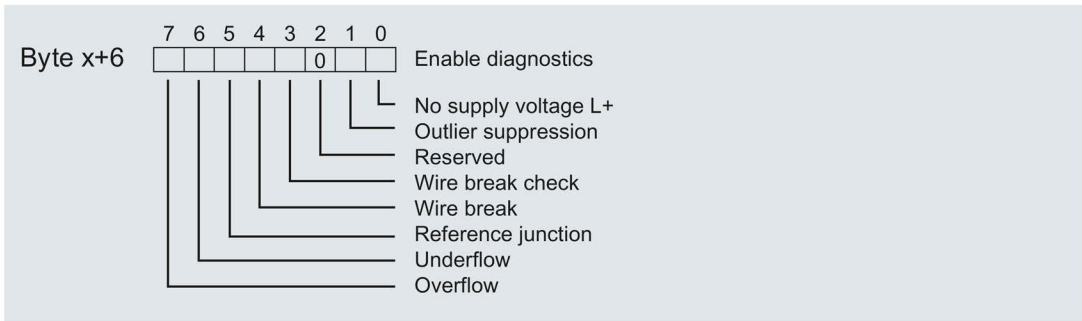 7 6 5 4 3 2 1 0
Byte x+6 0 Enable diagnostics
No supply voltage L+
Outlier suppression
Reserved
Wire break check
Wire break
Reference junction
Underflow
Overflow